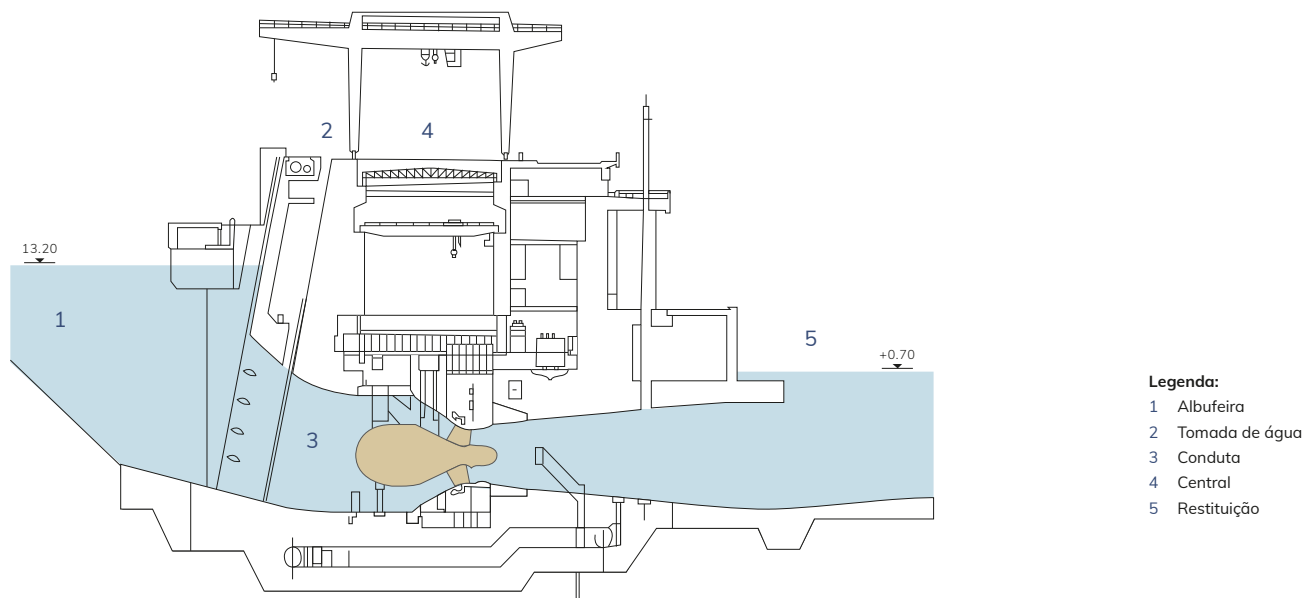 2
4
13.20
1
5
+0.70
3
Legenda:
1 Albufeira
2 Tomada de água
3 Conduta
4 Central
5 Restituição